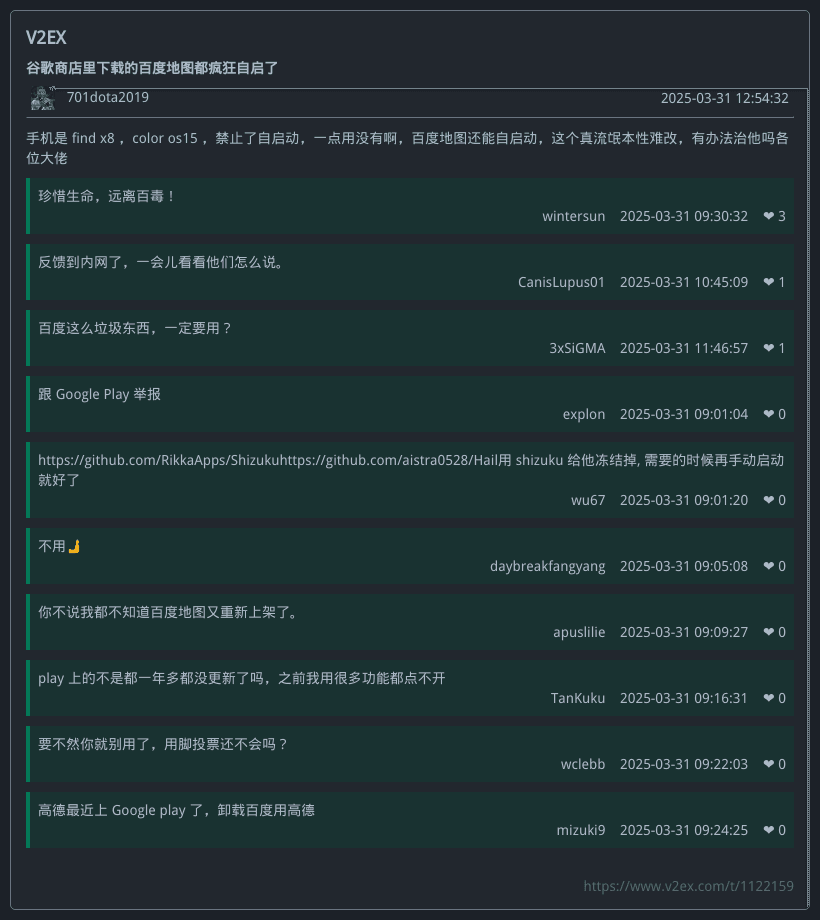 V2EX
谷歌商店里下载的百度地图都疯狂自启了
701dota2019 2025-03-31 12:54:32
手机是 find x8 ，color os15 ，禁止了自启动，一点用没有啊，百度地图还能自启动，这个真流氓本性难改，有办法治他吗各
位大佬
珍惜生命，远离百毒！
wintersun 2025-03-31 09:30:32 ❤ 3
反馈到内网了，一会儿看看他们怎么说。
CanisLupus01 2025-03-31 10:45:09 ❤ 1
百度这么垃圾东西，一定要用？
3xSiGMA 2025-03-31 11:46:57 ❤ 1
跟 Google Play 举报
explon 2025-03-31 09:01:04 ❤ 0
https://github.com/RikkaApps/Shizukuhttps://github.com/aistra0528/Hail用 shizuku 给他冻结掉, 需要的时候再手动启动
就好了
wu67 2025-03-31 09:01:20 ❤ 0
不用🤳
daybreakfangyang 2025-03-31 09:05:08 ❤ 0
你不说我都不知道百度地图又重新上架了。
apuslilie 2025-03-31 09:09:27 ❤ 0
play 上的不是都一年多都没更新了吗，之前我用很多功能都点不开
TanKuku 2025-03-31 09:16:31 ❤ 0
要不然你就别用了，用脚投票还不会吗？
wclebb 2025-03-31 09:22:03 ❤ 0
高德最近上 Google play 了，卸载百度用高德
mizuki9 2025-03-31 09:24:25 ❤ 0
https://www.v2ex.com/t/1122159